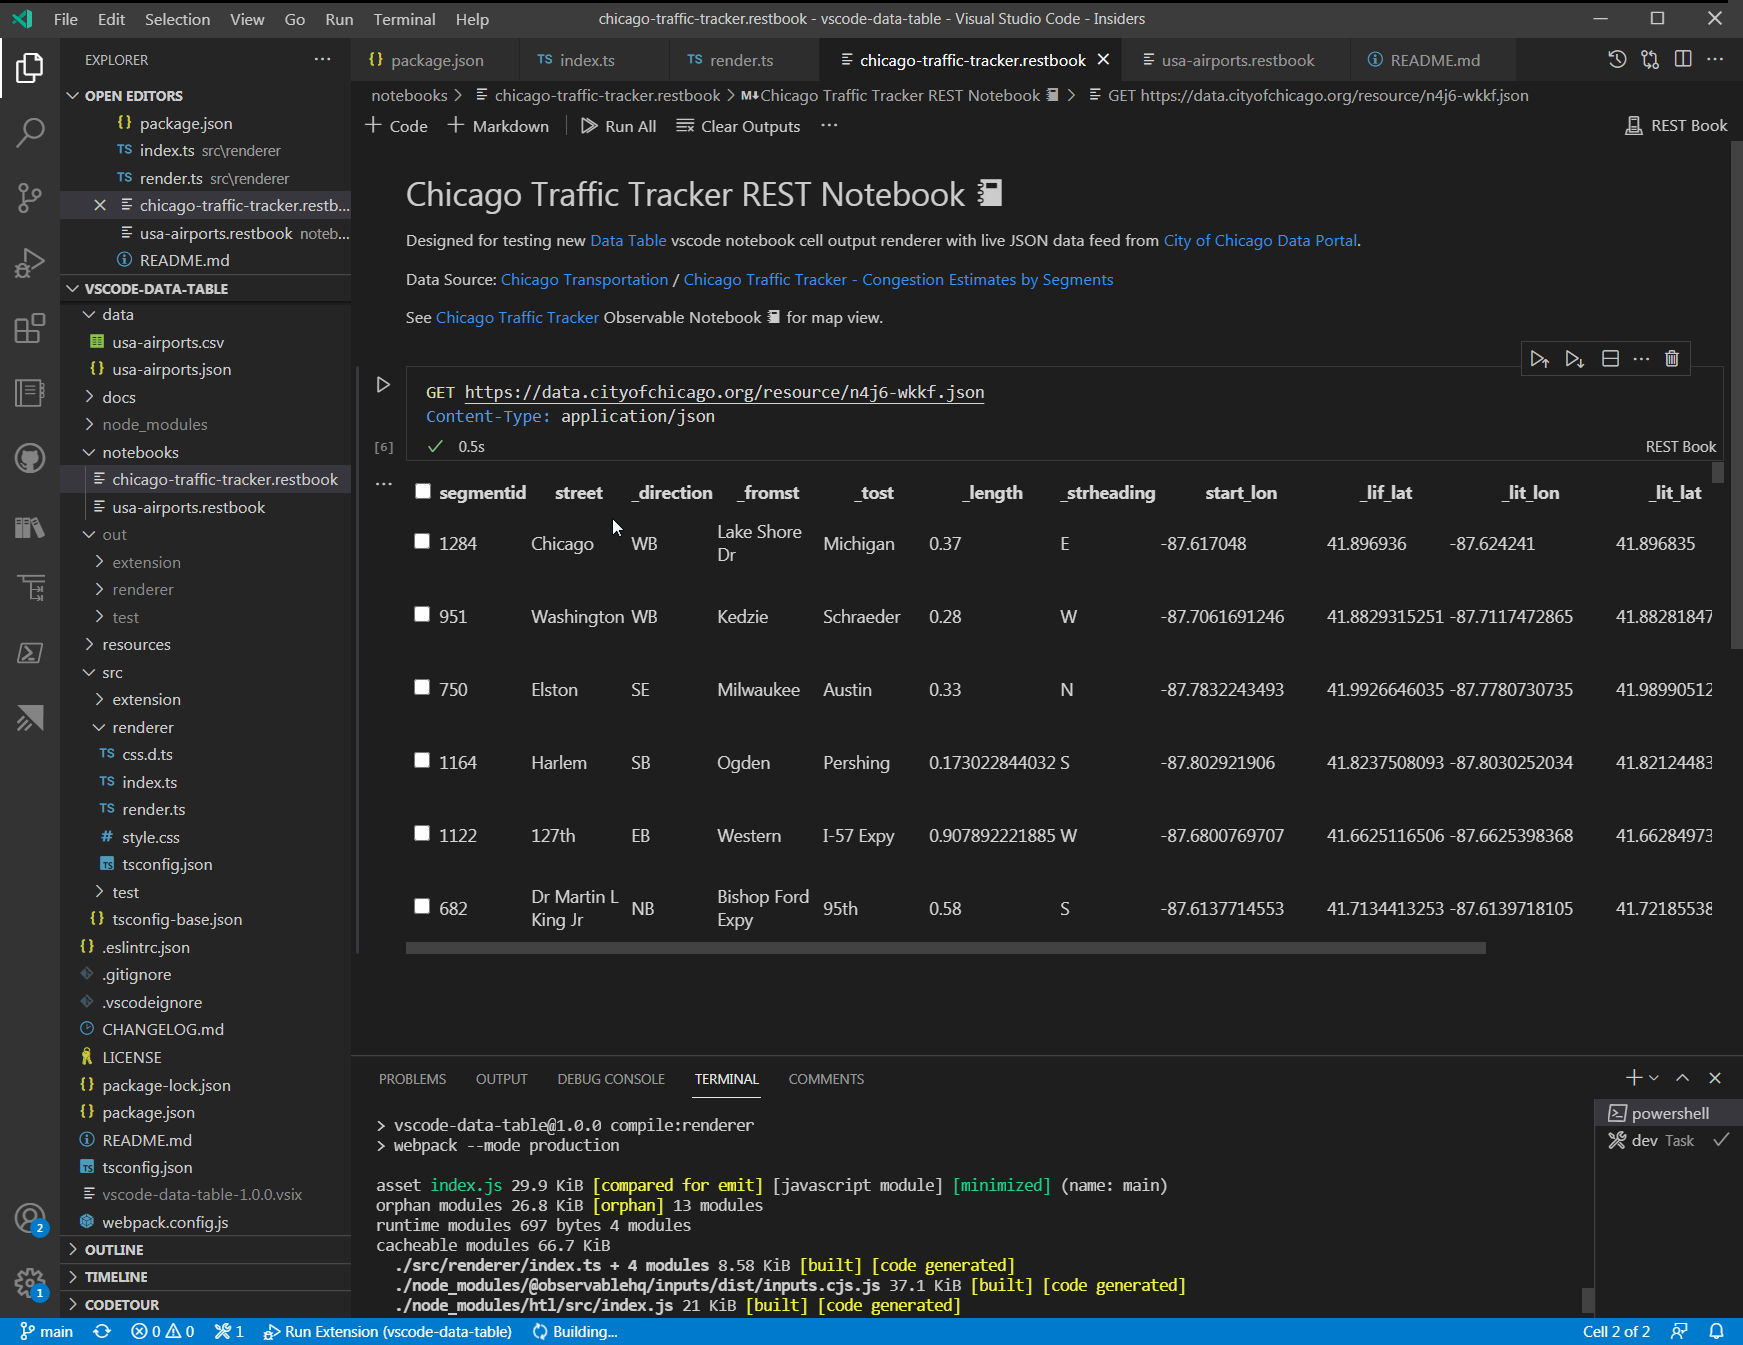 File Edit Selection View Go Run Terminal Help chicago-traffic-tracker.restbook - vscode-data-table - Visual Studio Code - Insiders
EXPLORER
OPEN EDITORS
package.json
index.ts src\renderer
render.ts src\renderer
chicago-traffic-tracker.restb...
usa-airports.restbook noteb...
README.md
VSCODE-DATA-TABLE
data
usa-airports.csv
usa-airports.json
docs
node_modules
notebooks
chicago-traffic-tracker.restbook
usa-airports.restbook
out
extension
renderer
test
resources
src
extension
renderer
TS css.d.ts
TS index.ts
TS render.ts
# style.css
tsconfig.json
test
tsconfig-base.json
.eslintrc.json
.gitignore
.vscodeignore
CHANGELOG.md
LICENSE
package-lock.json
package.json
README.md
tsconfig.json
vscode-data-table-1.0.0.vsix
webpack.config.js
OUTLINE
TIMELINE
CODETOUR
2
1
package.json TS index.ts TS render.ts chicago-traffic-tracker.restbook usa-airports.restbook README.md
notebooks > chicago-traffic-tracker.restbook > M↓Chicago Traffic Tracker REST Notebook 📓 > GET https://data.cityofchicago.org/resource/n4j6-wkkf.json
+ Code + Markdown Run All Clear Outputs ... REST Book
Chicago Traffic Tracker REST Notebook 📓
Designed for testing new Data Table vscode notebook cell output renderer with live JSON data feed from City of Chicago Data Portal.
Data Source: Chicago Transportation / Chicago Traffic Tracker - Congestion Estimates by Segments
See Chicago Traffic Tracker Observable Notebook 📓 for map view.
GET https://data.cityofchicago.org/resource/n4j6-wkkf.json
Content-Type: application/json
[6] ✓ 0.5s REST Book
segmentid street _direction _fromst _tost _length _strheading start_lon _lif_lat _lit_lon _lit_lat
1284 Chicago WB Lake Shore Dr Michigan 0.37 E -87.617048 41.896936 -87.624241 41.896835
951 Washington WB Kedzie Schraeder 0.28 W -87.7061691246 41.8829315251 -87.7117472865 41.88281847
750 Elston SE Milwaukee Austin 0.33 N -87.7832243493 41.9926646035 -87.7780730735 41.98990512
1164 Harlem SB Ogden Pershing 0.173022844032 S -87.802921906 41.8237508093 -87.8030252034 41.82124483
1122 127th EB Western I-57 Expy 0.907892221885 W -87.6800769707 41.6625116506 -87.6625398368 41.66284973
682 Dr Martin L King Jr NB Bishop Ford Expy 95th 0.58 S -87.6137714553 41.7134413253 -87.6139718105 41.72185538
PROBLEMS OUTPUT DEBUG CONSOLE TERMINAL COMMENTS
> vscode-data-table@1.0.0 compile:renderer
> webpack --mode production
asset index.js 29.9 KiB [compared for emit] [javascript module] [minimized] (name: main)
orphan modules 26.8 KiB [orphan] 13 modules
runtime modules 697 bytes 4 modules
cacheable modules 66.7 KiB
./src/renderer/index.ts + 4 modules 8.58 KiB [built] [code generated]
./node_modules/@observablehq/inputs/dist/inputs.cjs.js 37.1 KiB [built] [code generated]
./node_modules/htl/src/index.js 21 KiB [built] [code generated]
powershell
dev Task
main 0 0 1 Run Extension (vscode-data-table) Building... Cell 2 of 2